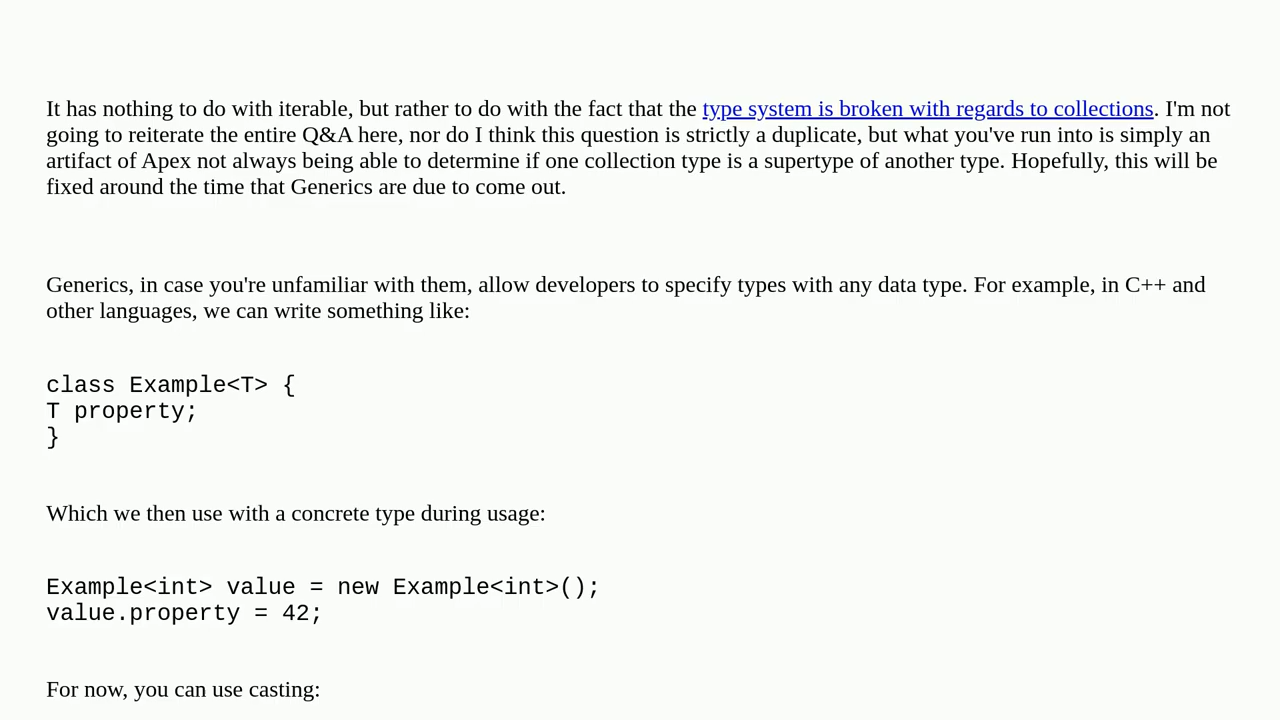 It has nothing to do with iterable, but rather to do with the fact that the type system is broken with regards to collections. I'm not
going to reiterate the entire Q&A here, nor do I think this question is strictly a duplicate, but what you've run into is simply an
artifact of Apex not always being able to determine if one collection type is a supertype of another type. Hopefully, this will be
fixed around the time that Generics are due to come out.
Generics, in case you're unfamiliar with them, allow developers to specify types with any data type. For example, in C++ and
other languages, we can write something like:
class Example<T> {
T property;
}
Which we then use with a concrete type during usage:
Example<int> value = new Example<int>();
value.property = 42;
For now, you can use casting: